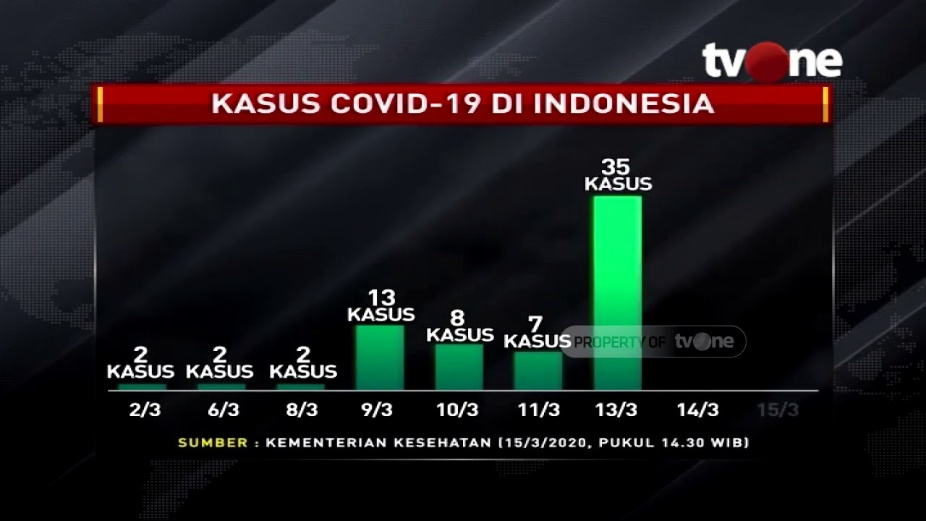 tvOne
KASUS COVID-19 DI INDONESIA
35
KASUS
13
KASUS
8
KASUS
7
KASUS
2
KASUS
2
KASUS
2
KASUS
PROPERTY OF tvOne
2/3 6/3 8/3 9/3 10/3 11/3 13/3 14/3 15/3
SUMBER : KEMENTERIAN KESEHATAN (15/3/2020, PUKUL 14.30 WIB)